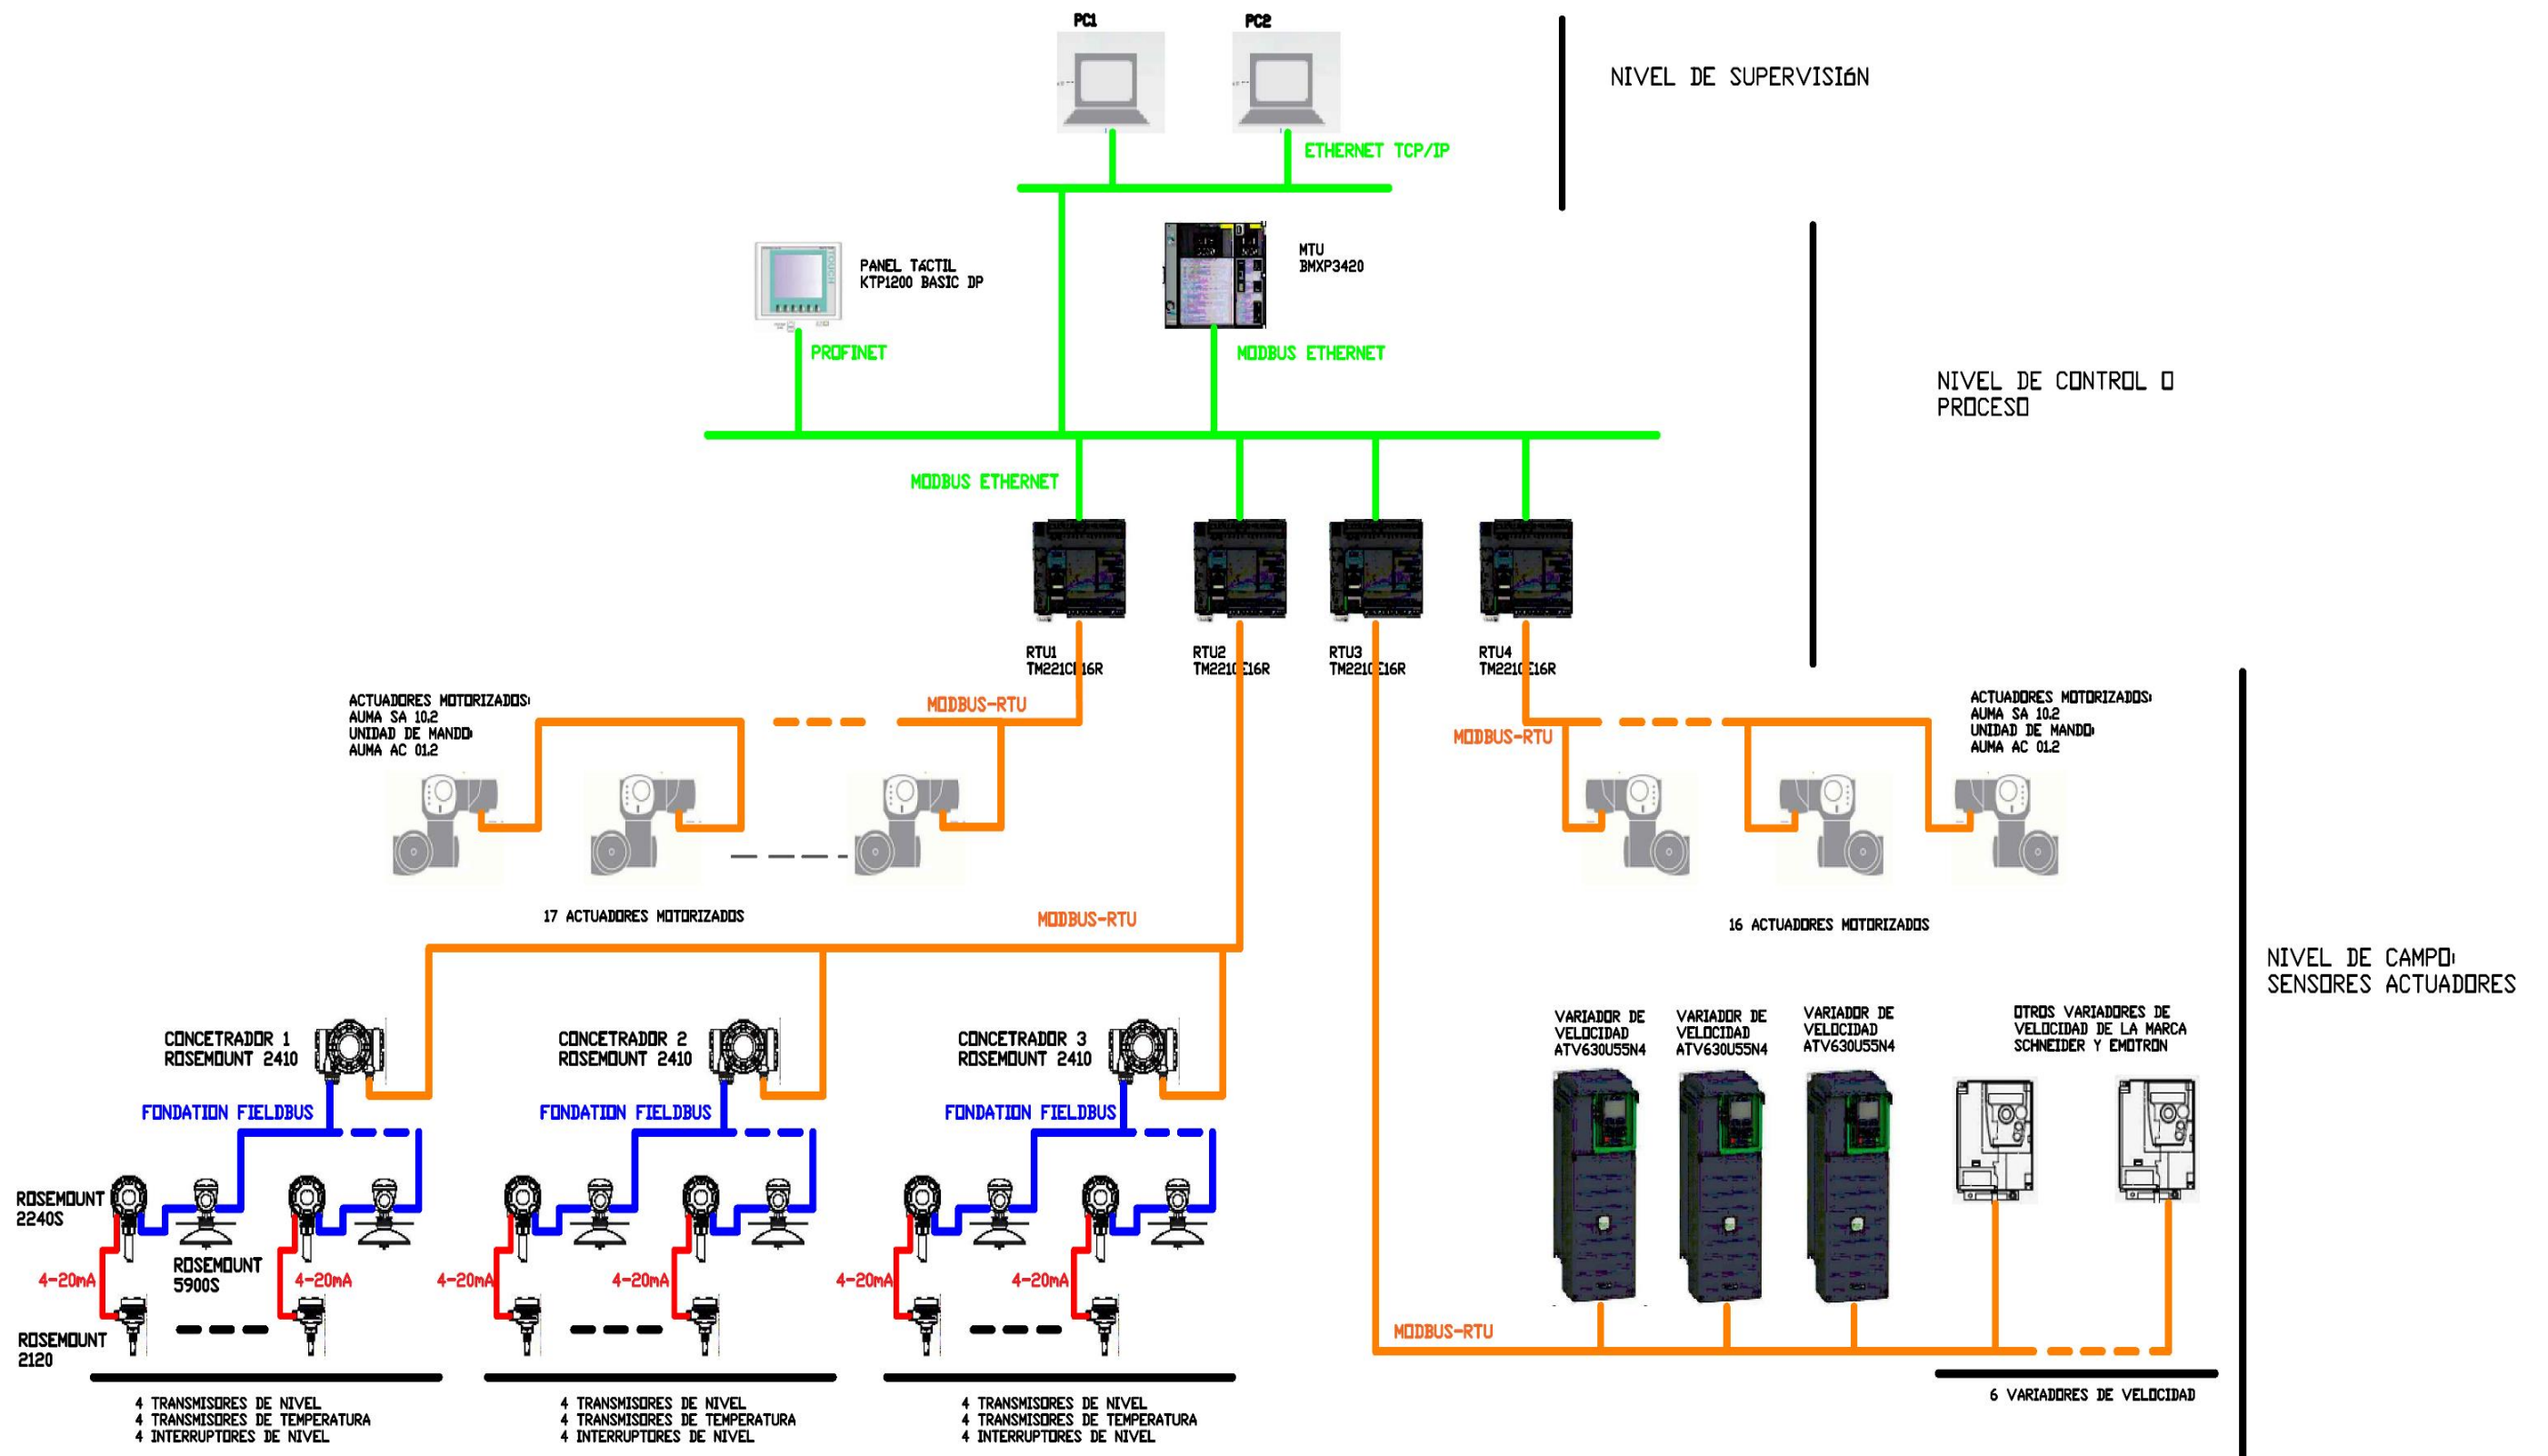 PC1
PC2
NIVEL DE SUPERVISIóN
ETHERNET TCP/IP
PANEL TáCTIL
KTP1200 BASIC DP
MTU
BMXP3420
PROFINET
MODBUS ETHERNET
NIVEL DE CONTROL O
PROCESO
MODBUS ETHERNET
RTU1
TM221CE16R
RTU2
TM221CE16R
RTU3
TM221CE16R
RTU4
TM221CE16R
ACTUADORES MOTORIZADOS:
AUMA SA 10.2
UNIDAD DE MANDO:
AUMA AC 01.2
MODBUS-RTU
MODBUS-RTU
ACTUADORES MOTORIZADOS:
AUMA SA 10.2
UNIDAD DE MANDO:
AUMA AC 01.2
17 ACTUADORES MOTORIZADOS
MODBUS-RTU
16 ACTUADORES MOTORIZADOS
NIVEL DE CAMPO:
SENSORES ACTUADORES
CONCETRADOR 1
ROSEMOUNT 2410
CONCETRADOR 2
ROSEMOUNT 2410
CONCETRADOR 3
ROSEMOUNT 2410
VARIADOR DE
VELOCIDAD
ATV630U55N4
VARIADOR DE
VELOCIDAD
ATV630U55N4
VARIADOR DE
VELOCIDAD
ATV630U55N4
OTROS VARIADORES DE
VELOCIDAD DE LA MARCA
SCHNEIDER Y EMOTRON
FONDATION FIELDBUS
FONDATION FIELDBUS
FONDATION FIELDBUS
ROSEMOUNT
2240S
ROSEMOUNT
5900S
4-20mA
4-20mA
4-20mA
4-20mA
4-20mA
4-20mA
ROSEMOUNT
2120
MODBUS-RTU
4 TRANSMISORES DE NIVEL
4 TRANSMISORES DE TEMPERATURA
4 INTERRUPTORES DE NIVEL
4 TRANSMISORES DE NIVEL
4 TRANSMISORES DE TEMPERATURA
4 INTERRUPTORES DE NIVEL
4 TRANSMISORES DE NIVEL
4 TRANSMISORES DE TEMPERATURA
4 INTERRUPTORES DE NIVEL
6 VARIADORES DE VELOCIDAD